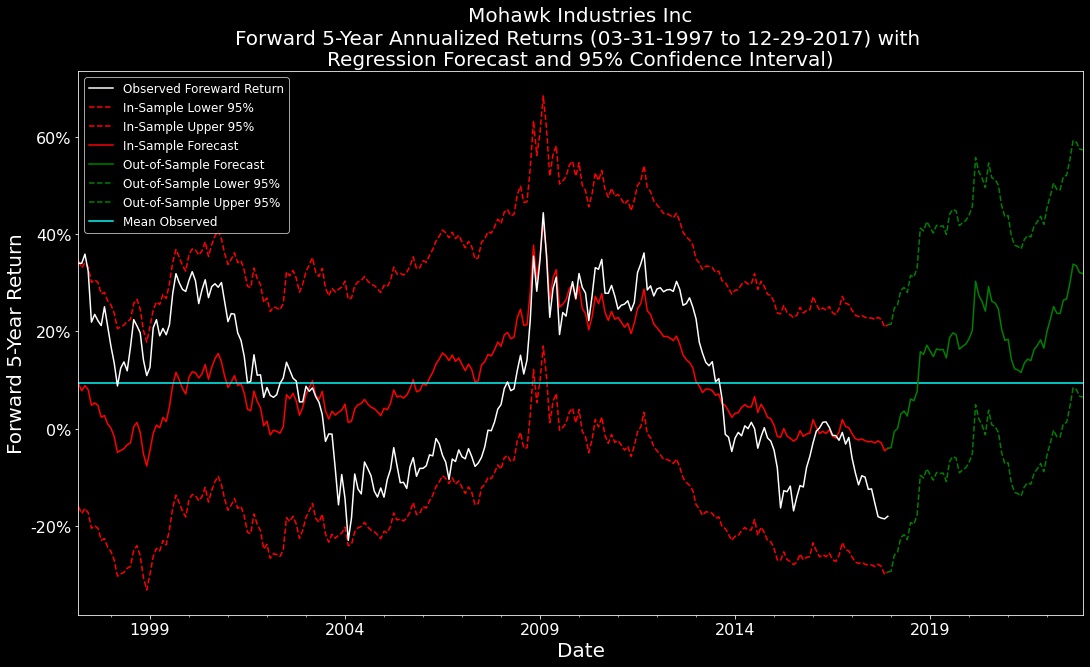 Mohawk Industries Inc
Forward 5-Year Annualized Returns (03-31-1997 to 12-29-2017) with
Regression Forecast and 95% Confidence Interval)
Observed Foreward Return
In-Sample Lower 95%
In-Sample Upper 95%
In-Sample Forecast
Out-of-Sample Forecast
Out-of-Sample Lower 95%
Out-of-Sample Upper 95%
Mean Observed
Forward 5-Year Return
60%
40%
20%
0%
-20%
1999
2004
2009
2014
2019
Date